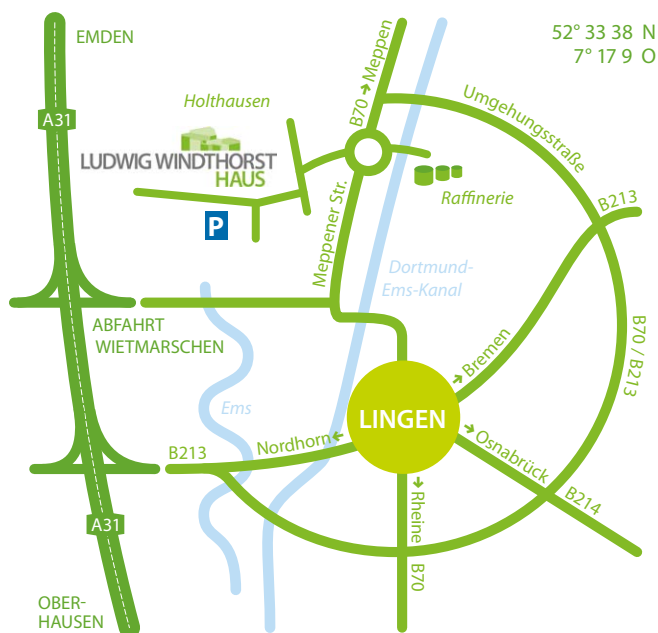 EMDEN
52° 33 38 N
7° 17 9 O
A31
Holthausen
B70 → Meppen
Umgehungsstraße
LUDWIG WINDTHORST
HAUS
Raffinerie
B213
P
Meppener Str.
Dortmund-
Ems-Kanal
ABFAHRT
WIETMARSCHEN
B70 / B213
→ Bremen
Ems
LINGEN
B213
Nordhorn ←
→ Osnabrück
B214
→ Rheine
B70
A31
OBER-
HAUSEN